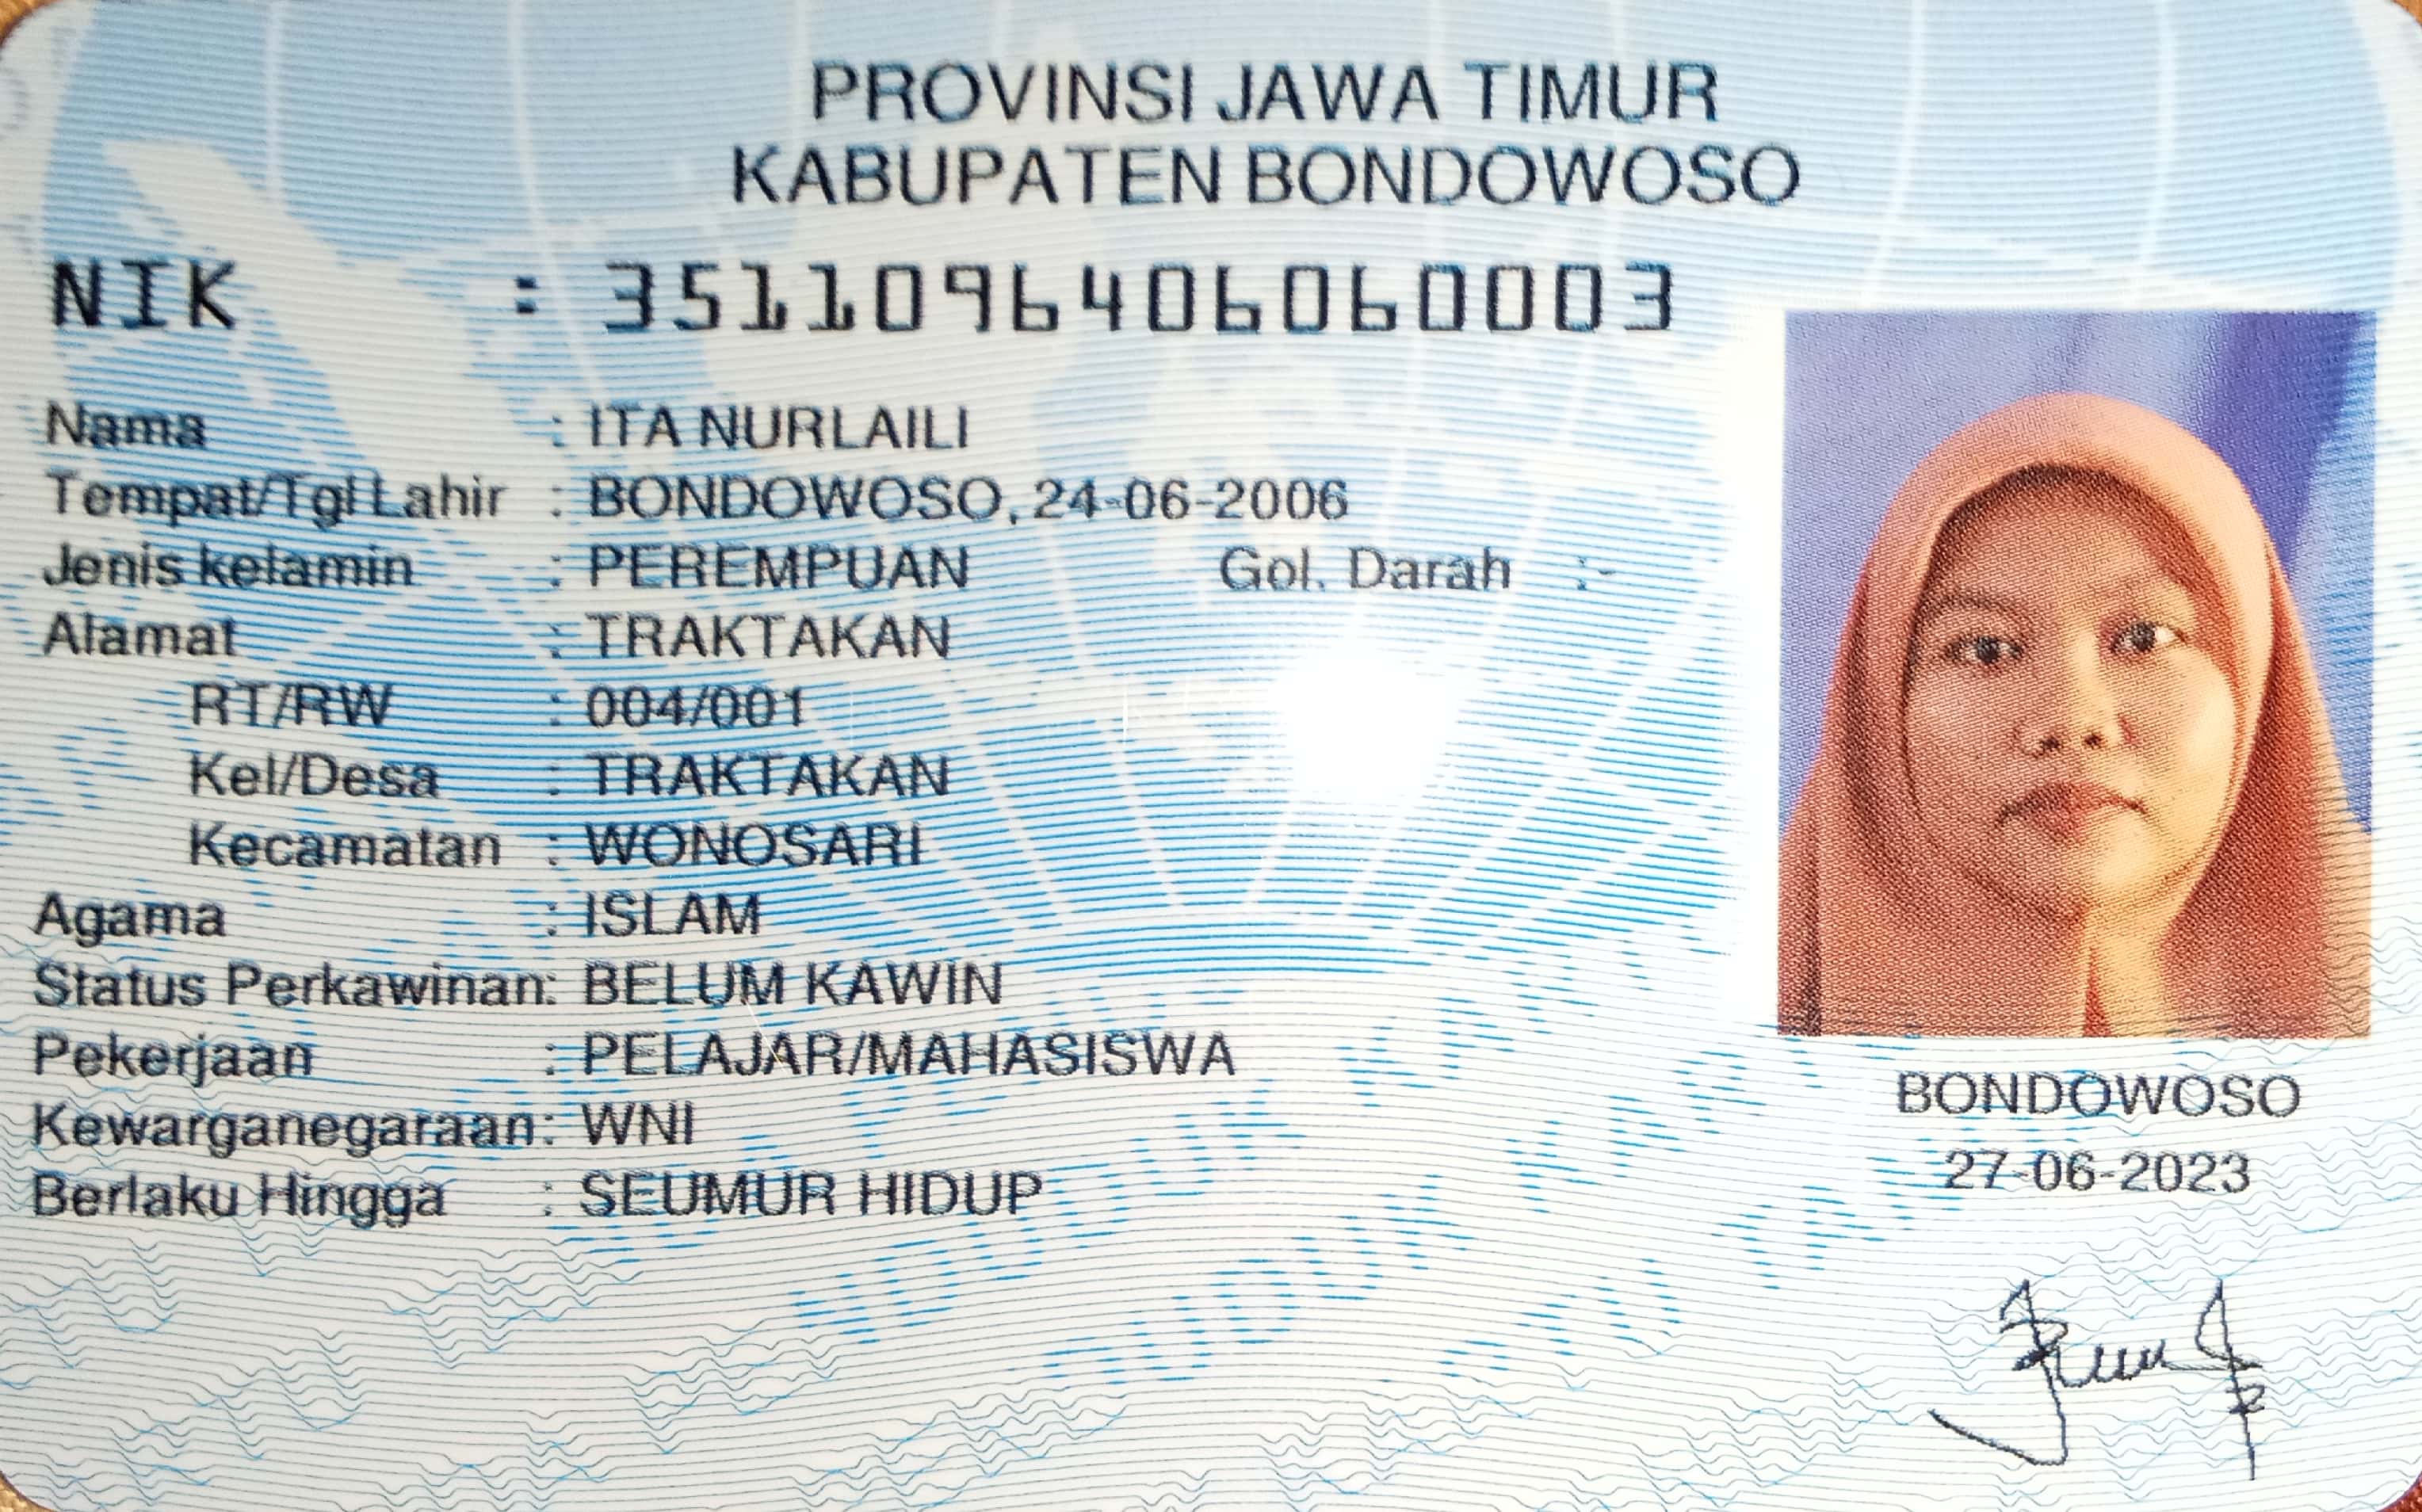 PROVINSI JAWA TIMUR
KABUPATEN BONDOWOSO
NIK : 3511096406060003
Nama : ITA NURLAILI
Tempat/Tgl Lahir : BONDOWOSO, 24-06-2006
Jenis kelamin : PEREMPUAN Gol. Darah :-
Alamat : TRAKTAKAN
RT/RW : 004/001
Kel/Desa : TRAKTAKAN
Kecamatan : WONOSARI
Agama : ISLAM
Status Perkawinan: BELUM KAWIN
Pekerjaan : PELAJAR/MAHASISWA
Kewarganegaraan: WNI
Berlaku Hingga : SEUMUR HIDUP
BONDOWOSO
27-06-2023